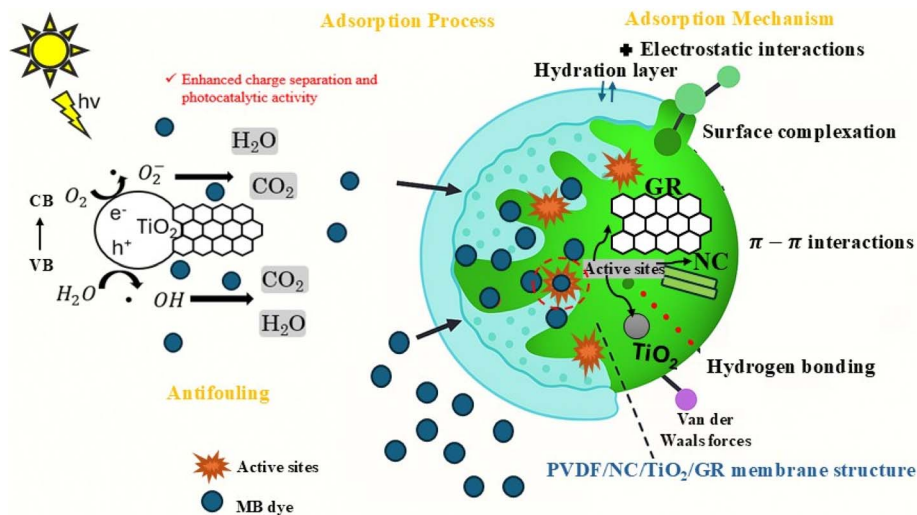 Adsorption Process
Adsorption Mechanism
✚ Electrostatic interactions
Hydration layer
✓ Enhanced charge separation and
photocatalytic activity
hv
H₂O
CO₂
Surface complexation
O₂
O₂⁻
CB
VB
e-
h⁺
TiO₂
GR
π − π interactions
Active sites
NC
H₂O
OH
CO₂
H₂O
TiO₂
Hydrogen bonding
Antifouling
Van der
Waals forces
Active sites
PVDF/NC/TiO₂/GR membrane structure
MB dye